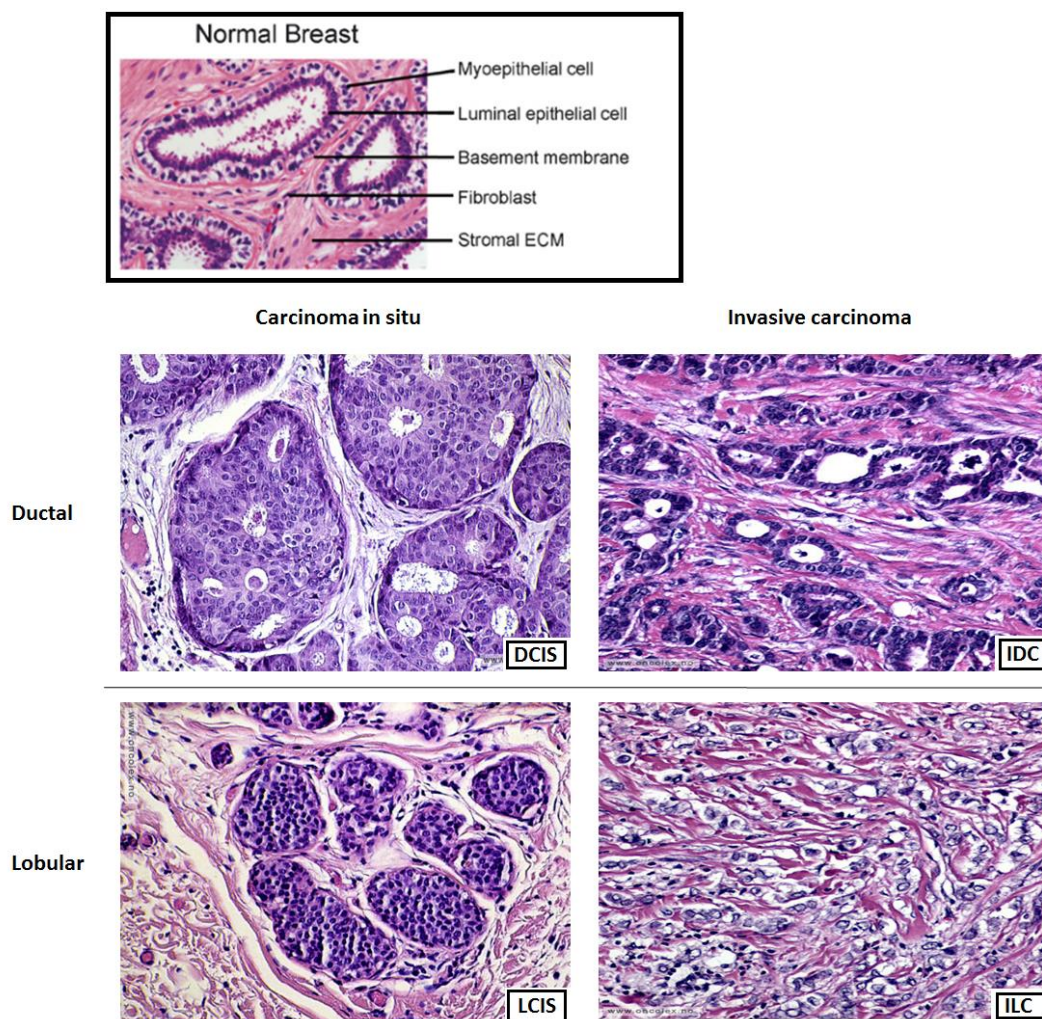 Normal Breast
Myoepithelial cell
Luminal epithelial cell
Basement membrane
Fibroblast
Stromal ECM
Carcinoma in situ
Invasive carcinoma
Ductal
DCIS
www.oncolex.no
IDC
Lobular
www.oncolex.no
LCIS
www.oncolex.no
ILC